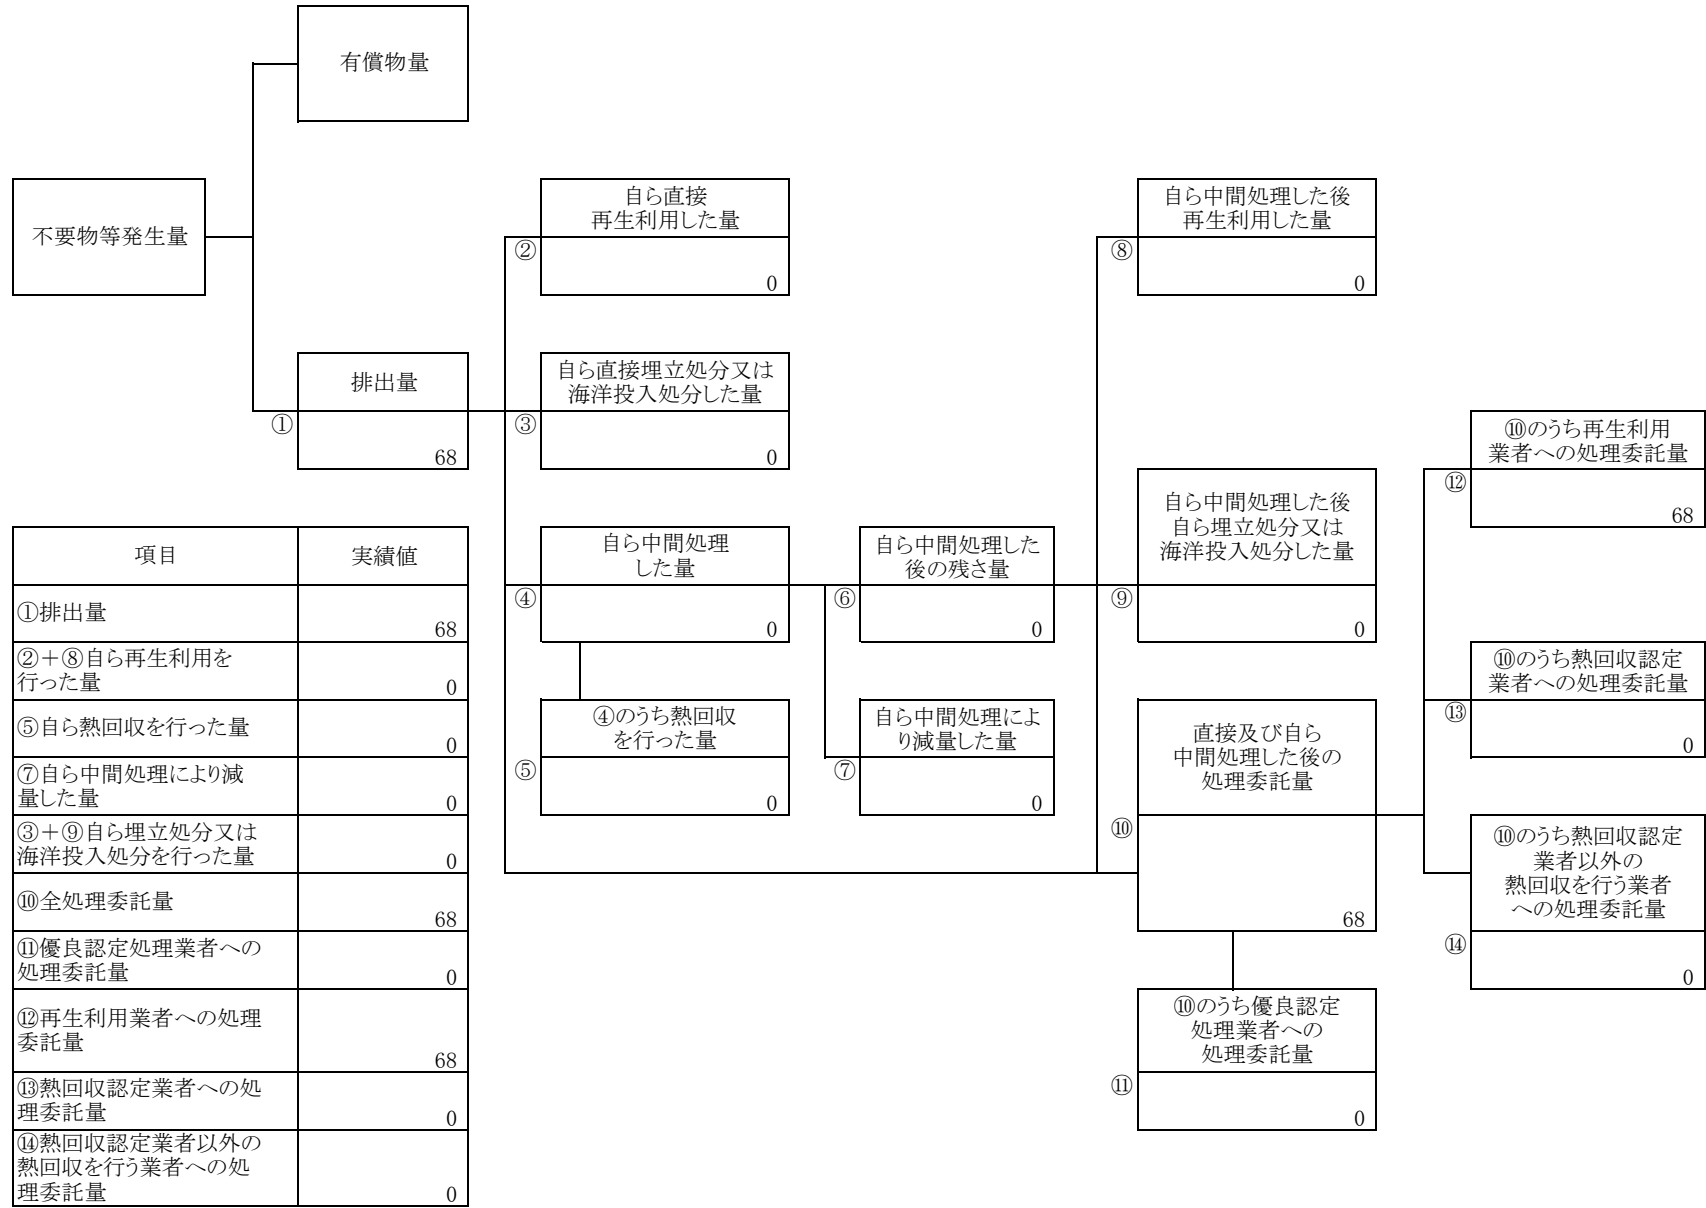 有償物量
不要物等発生量
自ら直接
再生利用した量
②
0
自ら中間処理した後
再生利用した量
⑧
0
排出量
①
68
自ら直接埋立処分又は
海洋投入処分した量
③
0
⑩のうち再生利用
業者への処理委託量
⑫
68
自ら中間処理した後
自ら埋立処分又は
海洋投入処分した量
⑨
0
自ら中間処理
した量
④
0
自ら中間処理した
後の残さ量
⑥
0
⑩のうち熱回収認定
業者への処理委託量
⑬
0
④のうち熱回収
を行った量
⑤
0
自ら中間処理によ
り減量した量
⑦
0
直接及び自ら
中間処理した後の
処理委託量
⑩
68
⑩のうち熱回収認定
業者以外の
熱回収を行う業者
への処理委託量
⑭
0
⑩のうち優良認定
処理業者への
処理委託量
⑪
0
項目 実績値
①排出量
68
②＋⑧自ら再生利用を
行った量
0
⑤自ら熱回収を行った量
0
⑦自ら中間処理により減
量した量
0
③＋⑨自ら埋立処分又は
海洋投入処分を行った量
0
⑩全処理委託量
68
⑪優良認定処理業者への
処理委託量
0
⑫再生利用業者への処理
委託量
68
⑬熱回収認定業者への処
理委託量
0
⑭熱回収認定業者以外の
熱回収を行う業者への処
理委託量
0